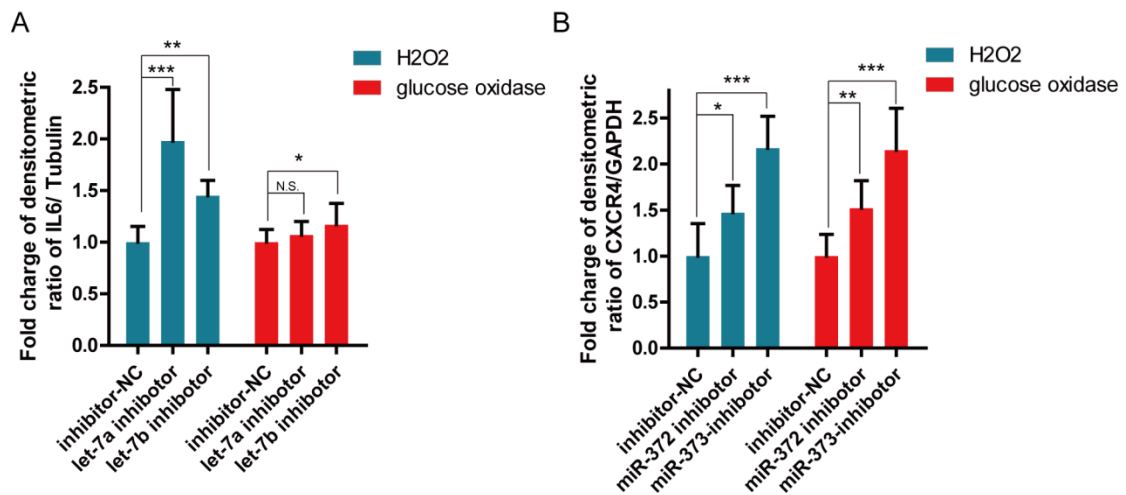 A
H2O2
glucose oxidase
Fold charge of densitometric
ratio of IL6/ Tubulin
2.5
2.0
1.5
1.0
0.5
0.0
**
***
*
N.S.
inhibitor-NC
let-7a inhibotor
let-7b inhibotor
inhibitor-NC
let-7a inhibotor
let-7b inhibotor
B
H2O2
glucose oxidase
Fold charge of densitometric
ratio of CXCR4/GAPDH
2.5
2.0
1.5
1.0
0.5
0.0
***
*
***
**
inhibitor-NC
miR-372 inhibotor
miR-373-inhibotor
inhibitor-NC
miR-372 inhibotor
miR-373-inhibotor